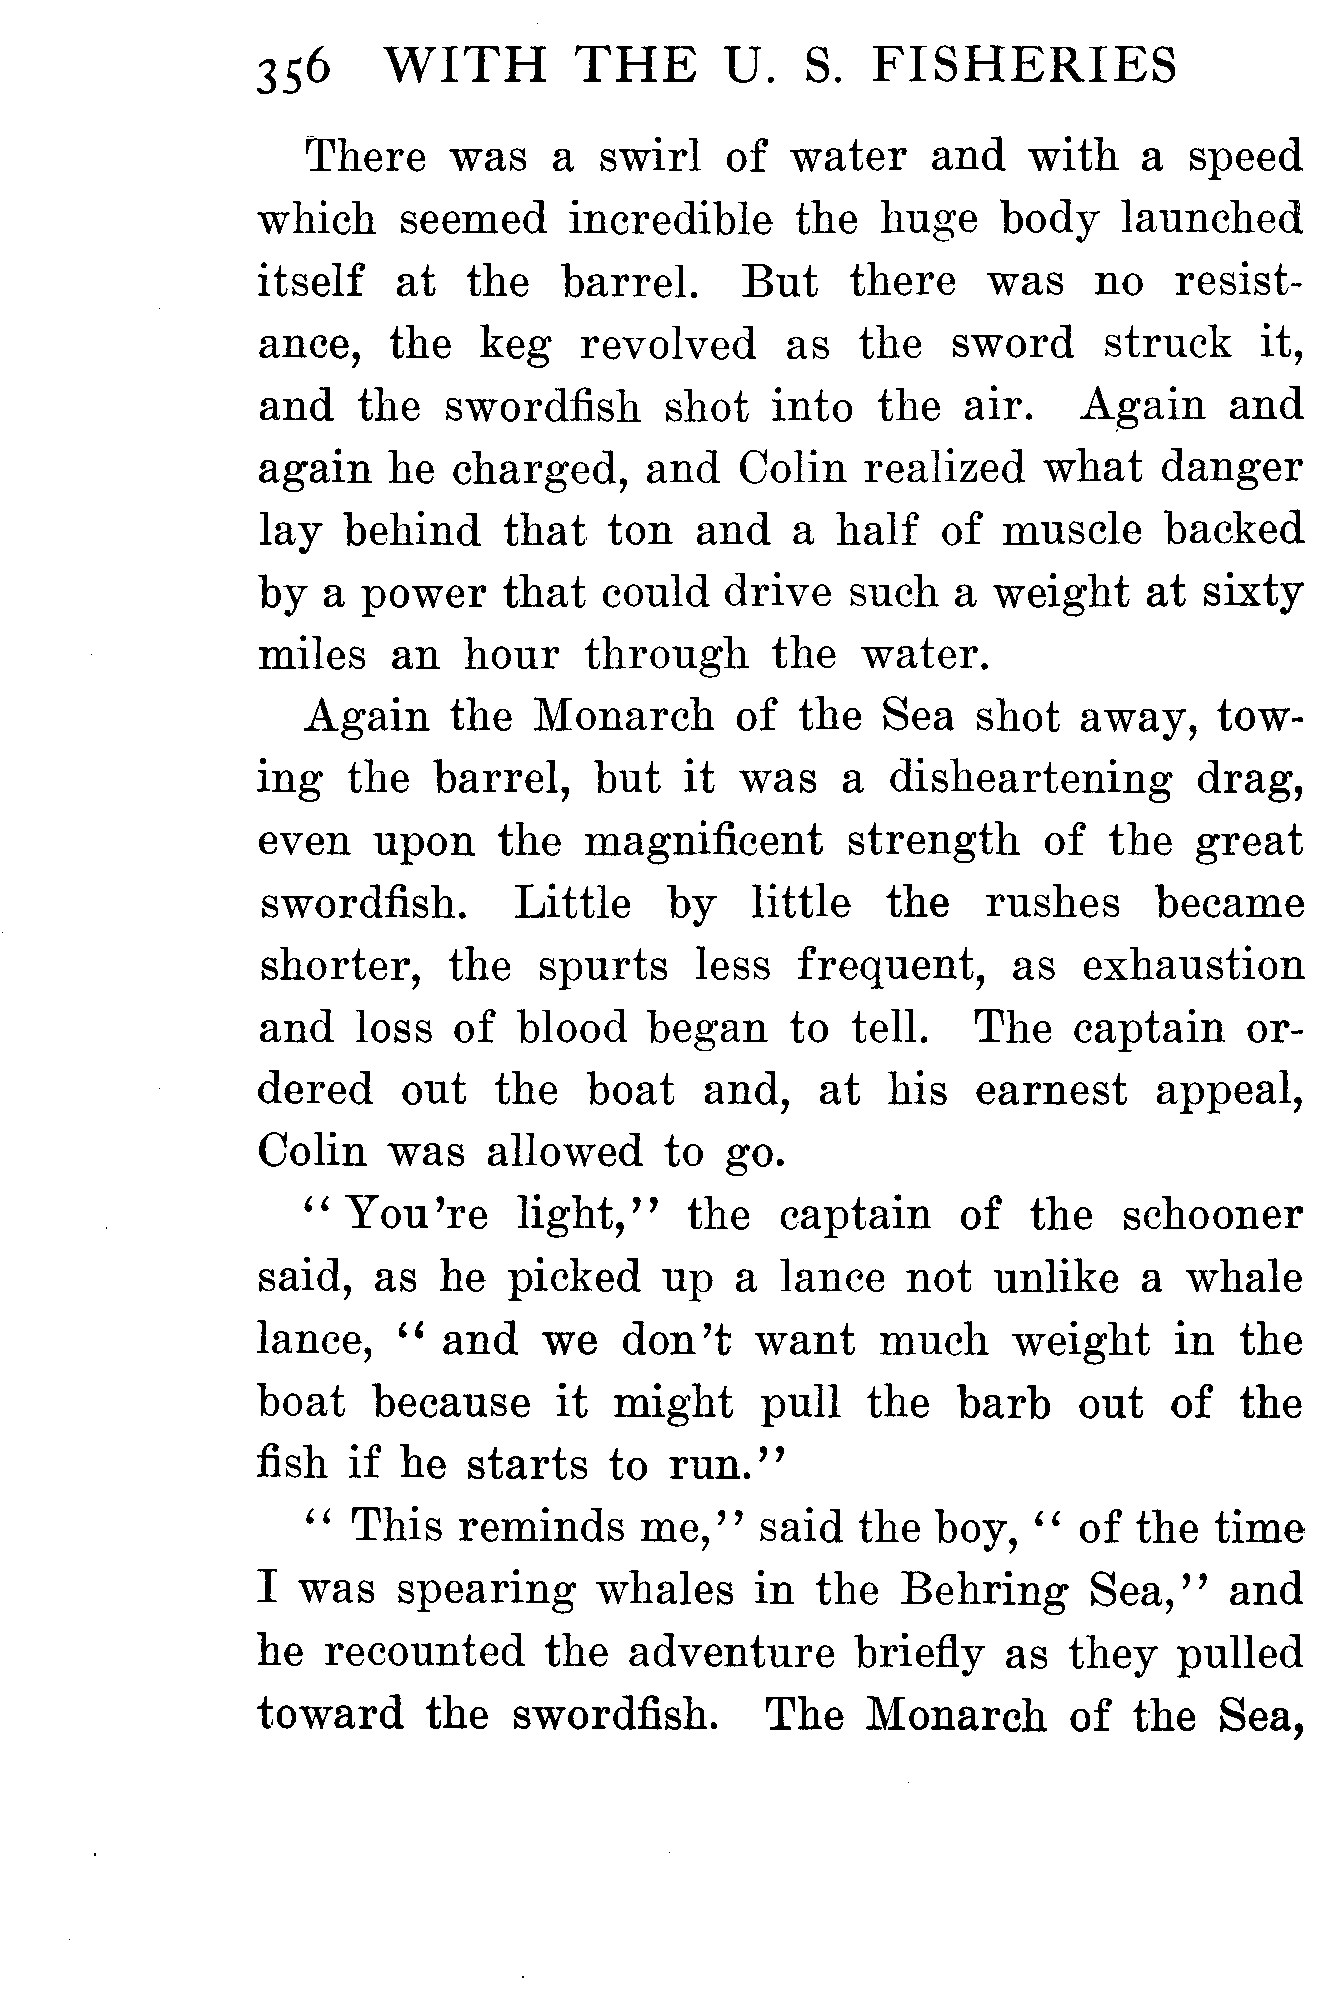 356 WITH THE U. S. FISHERIES
There was a swirl of water and with a speed
which seemed incredible the huge body launched
itself at the barrel. But there was no resist-
ance, the keg revolved as the sword struck it,
and the swordfish shot into the air. Again and
again he charged, and Colin realized what danger
lay behind that ton and a half of muscle backed
by a power that could drive such a weight at sixty
miles an hour through the water.
Again the Monarch of the Sea shot away, tow-
ing the barrel, but it was a disheartening drag,
even upon the magnificent strength of the great
swordfish. Little by little the rushes became
shorter, the spurts less frequent, as exhaustion
and loss of blood began to tell. The captain or-
dered out the boat and, at his earnest appeal,
Colin was allowed to go.
“ You're light,” the captain of the schooner
said, as he picked up a lance not unlike a whale
lance, “ and we don't want much weight in the
boat because it might pull the barb out of the
fish if he starts to run.”
“ This reminds me,” said the boy, “ of the time
I was spearing whales in the Behring Sea,” and
he recounted the adventure briefly as they pulled
toward the swordfish. The Monarch of the Sea,